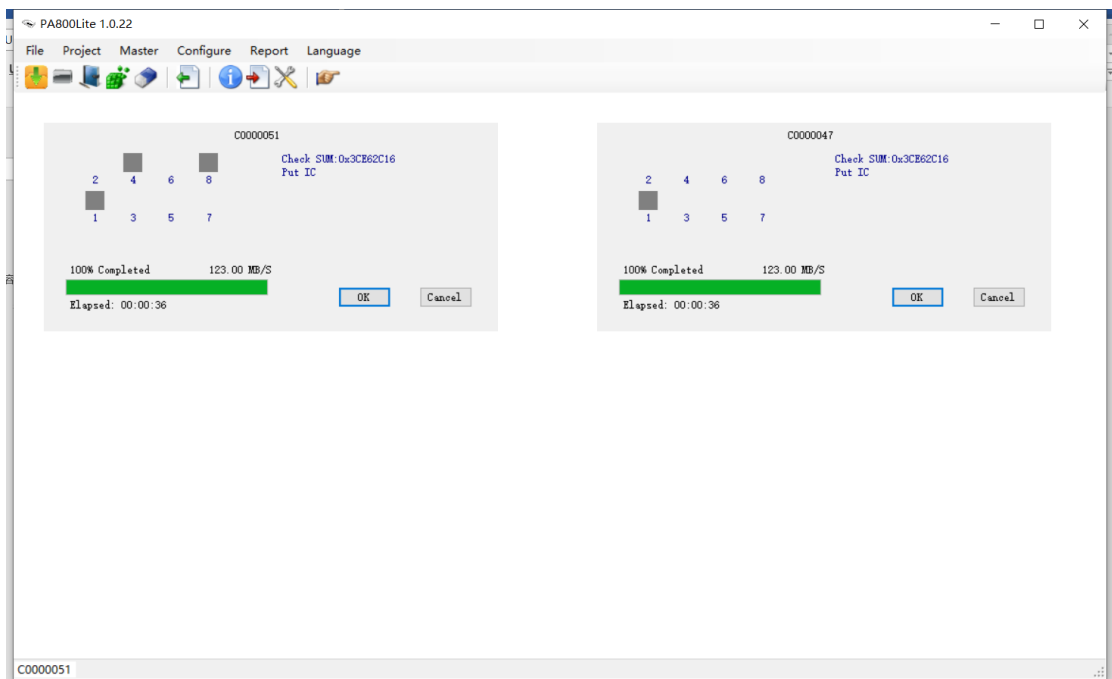 PA800Lite 1.0.22
File Project Master Configure Report Language
C0000051
Check SUM:0x3CE62C16
Put IC
2 4 6 8
1 3 5 7
100% Completed 123.00 MB/S
Elapsed: 00:00:36
OK Cancel
C0000047
Check SUM:0x3CE62C16
Put IC
2 4 6 8
1 3 5 7
100% Completed 123.00 MB/S
Elapsed: 00:00:36
OK Cancel
C0000051